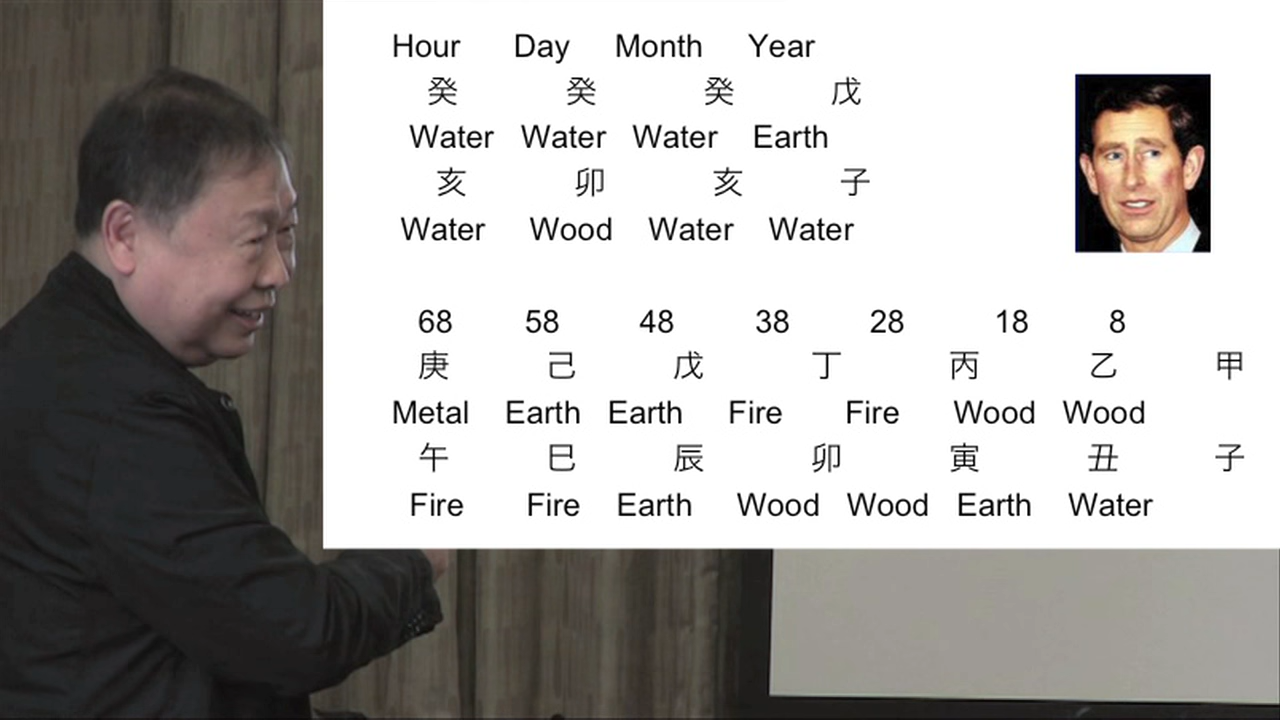 Hour Day Month Year
癸 癸 癸 戊
Water Water Water Earth
亥 卯 亥 子
Water Wood Water Water
68 58 48 38 28 18 8
庚 己 戊 丁 丙 乙 甲
Metal Earth Earth Fire Fire Wood Wood
午 巳 辰 卯 寅 丑 子
Fire Fire Earth Wood Wood Earth Water